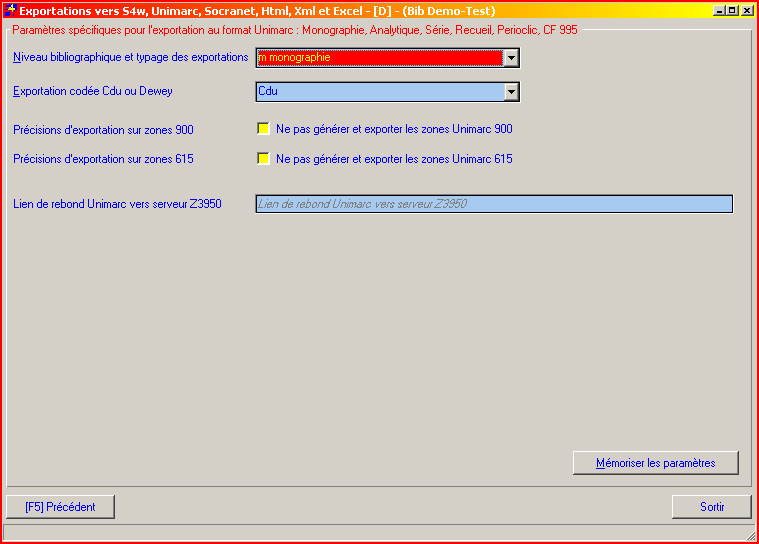 Exportations vers S4w, Unimarc, Socranet, Html, Xml et Excel - [D] - (Bib Demo-Test)
Paramètres spécifiques pour l'exportation au format Unimarc : Monographie, Analytique, Série, Recueil, Perioclic, CF 995
Niveau bibliographique et typage des exportations
m monographie
Exportation codée Cdu ou Dewey
Cdu
Précisions d'exportation sur zones 900
Ne pas générer et exporter les zones Unimarc 900
Précisions d'exportation sur zones 615
Ne pas générer et exporter les zones Unimarc 615
Lien de rebond Unimarc vers serveur Z3950
Lien de rebond Unimarc vers serveur Z3950
Mémoriser les paramètres
[F5] Précédent
Sortir